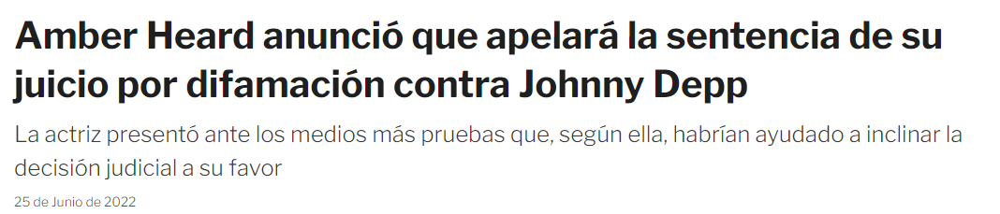 Amber Heard anunció que apelará la sentencia de su
juicio por difamación contra Johnny Depp
La actriz presentó ante los medios más pruebas que, según ella, habrían ayudado a inclinar la
decisión judicial a su favor
25 de Junio de 2022